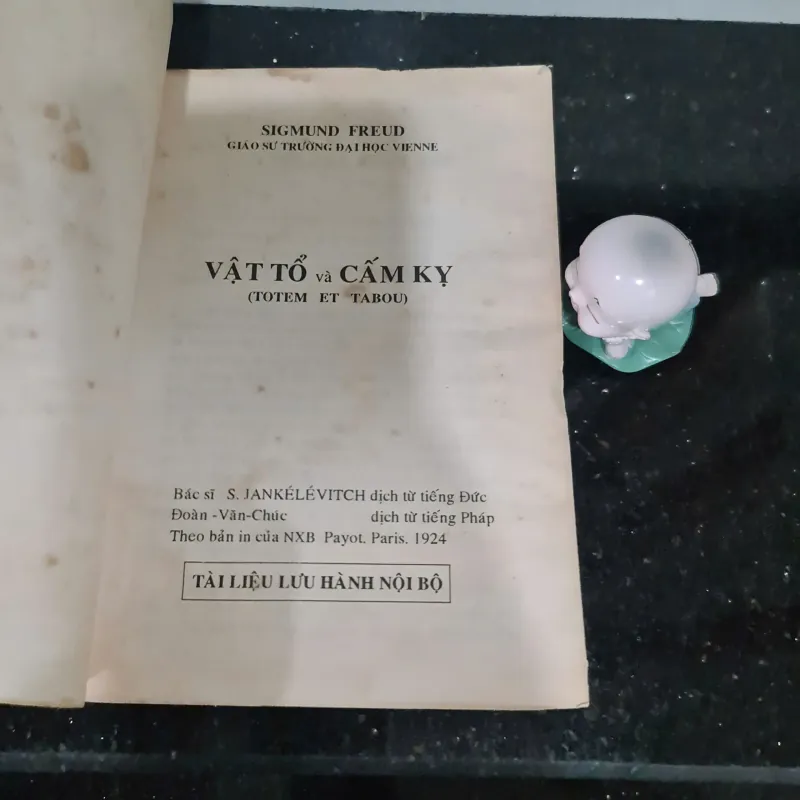 SIGMUND FREUD
GIÁO SƯ TRƯỜNG ĐẠI HỌC VIENNE
VẬT TỔ và CẤM KỴ
(TOTEM ET TABOU)
Bác sĩ S. JANKÉLÉVITCH dịch từ tiếng Đức
Đoàn -Văn-Chúc dịch từ tiếng Pháp
Theo bản in của NXB Payot. Paris. 1924
TÀI LIỆU LƯU HÀNH NỘI BỘ